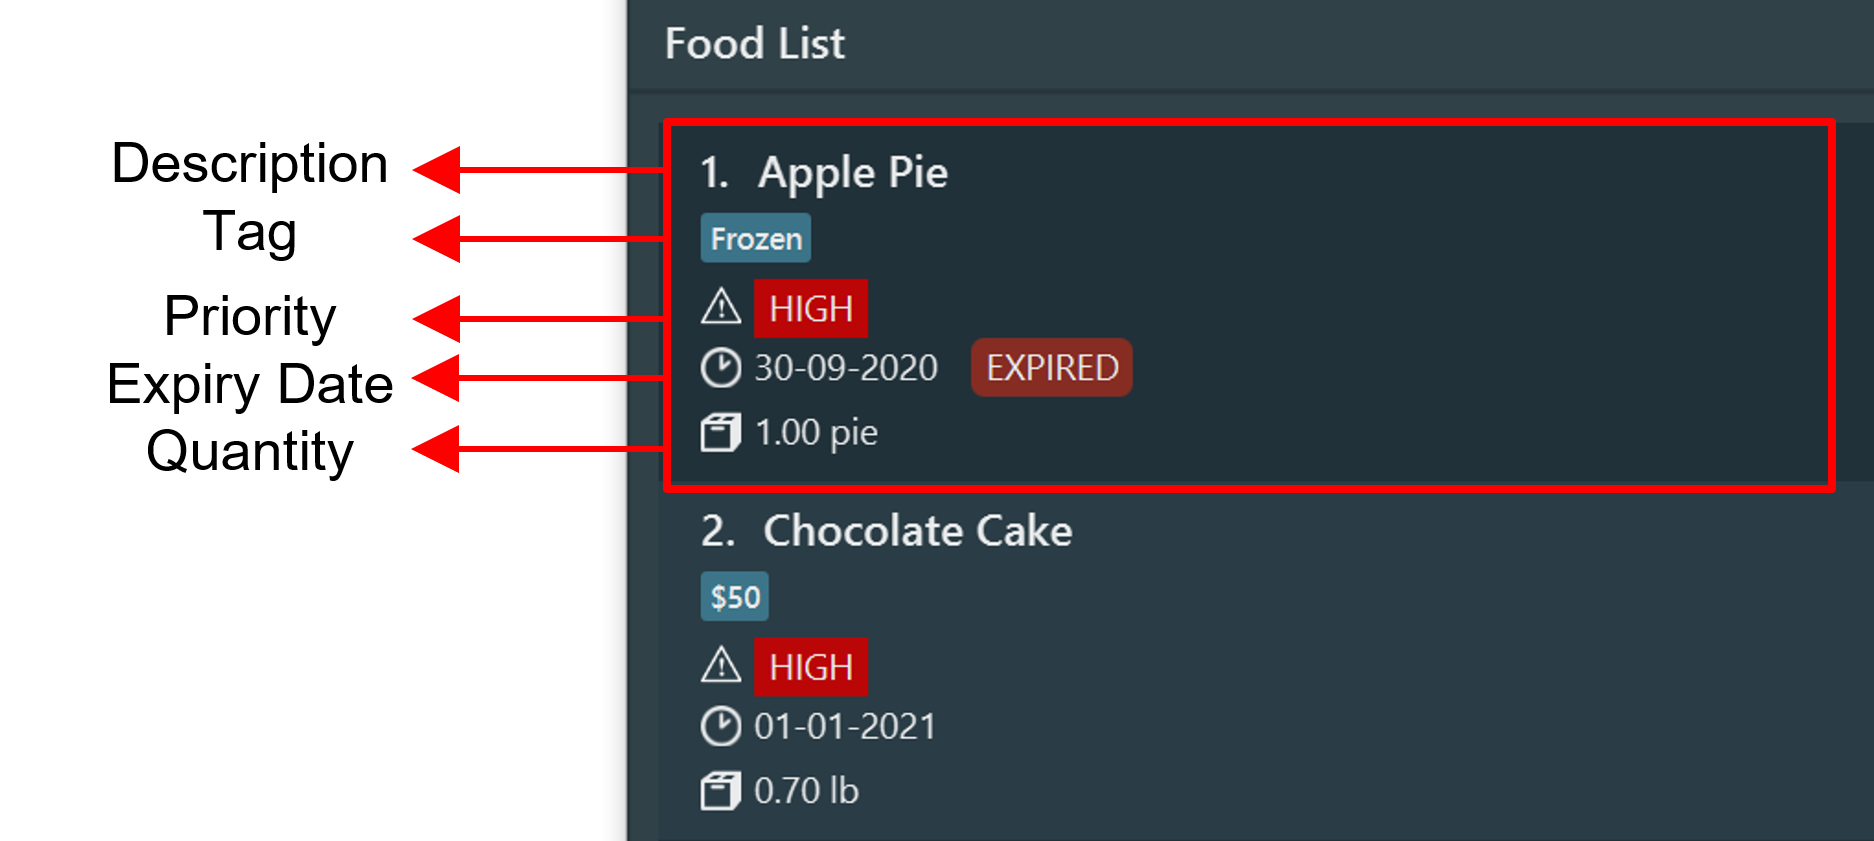 Food List
Description
Tag
Priority
Expiry Date
Quantity
1. Apple Pie
Frozen
HIGH
30-09-2020 EXPIRED
1.00 pie
2. Chocolate Cake
$50
HIGH
01-01-2021
0.70 lb